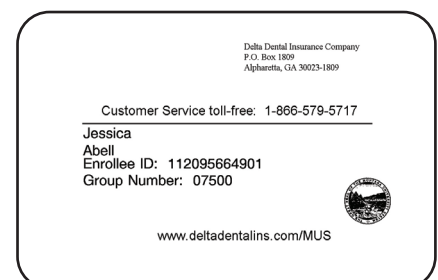 Delta Dental Insurance Company
P.O. Box 1809
Alpharetta, GA 30023-1809
Customer Service toll-free: 1-866-579-5717
Jessica
Abell
Enrollee ID: 112095664901
Group Number: 07500
www.deltadentalins.com/MUS